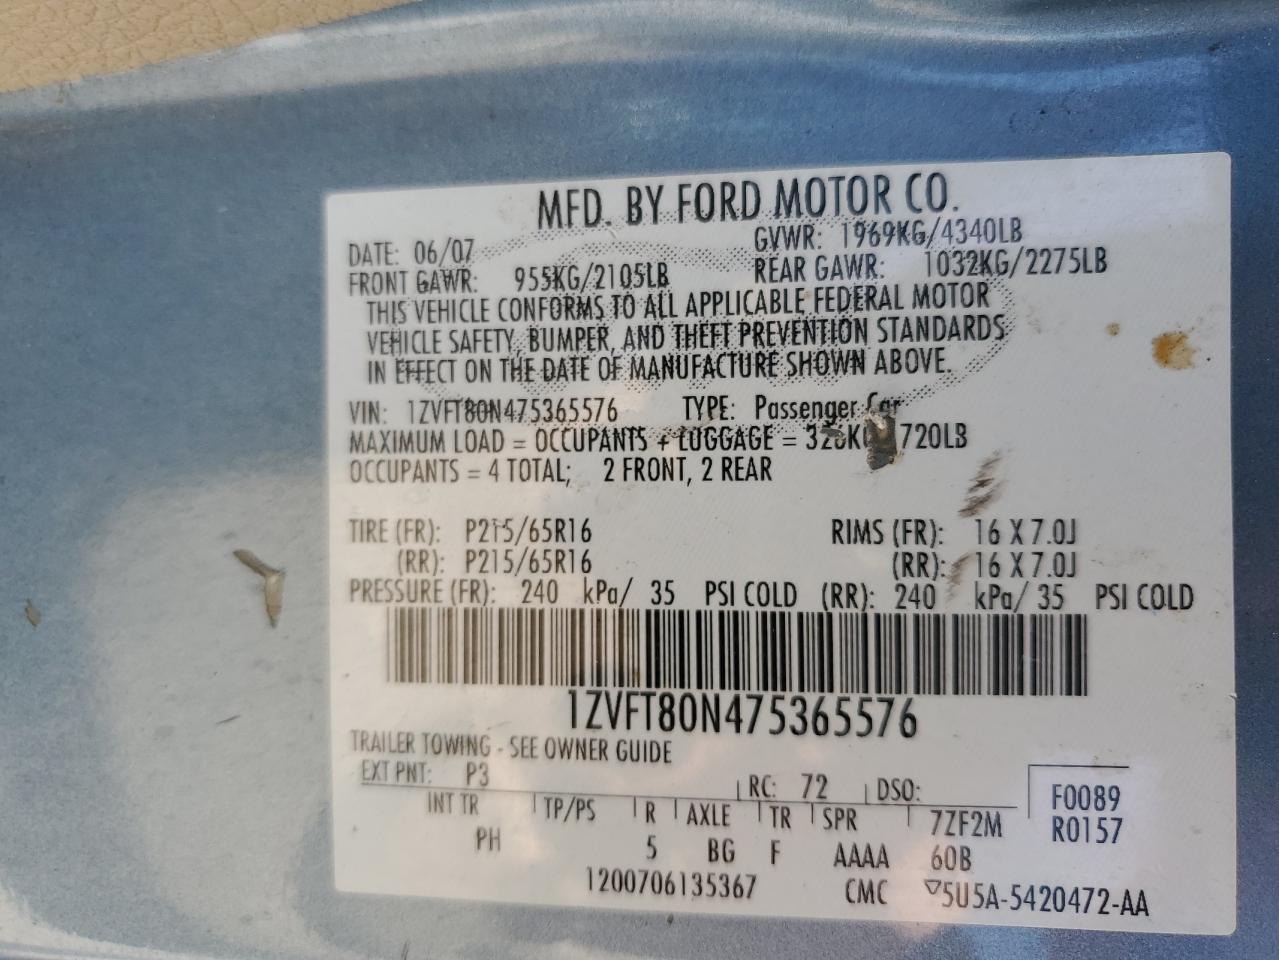 MFD. BY FORD MOTOR CO.
DATE: 06/07 GVWR: 1969KG/4340LB
FRONT GAWR: 955KG/2105LB REAR GAWR: 1032KG/2275LB
THIS VEHICLE CONFORMS TO ALL APPLICABLE FEDERAL MOTOR
VEHICLE SAFETY, BUMPER, AND THEFT PREVENTION STANDARDS
IN EFFECT ON THE DATE OF MANUFACTURE SHOWN ABOVE.
VIN: 1ZVFT80N475365576 TYPE: Passenger Car
MAXIMUM LOAD = OCCUPANTS + LUGGAGE = 720LB
OCCUPANTS = 4 TOTAL; 2 FRONT, 2 REAR
TIRE (FR): P215/65R16 RIMS (FR): 16 X 7.0J
(RR): P215/65R16 (RR): 16 X 7.0J
PRESSURE (FR): 240 kPa/ 35 PSI COLD (RR): 240 kPa/ 35 PSI COLD
1ZVFT80N475365576
TRAILER TOWING - SEE OWNER GUIDE
EXT PNT: P3 RC: 72 DSO: F0089
INT TR TP/PS R AXLE TR SPR 7ZF2M R0157
PH 5 BG F AAAA 60B
1200706135367 CMC ▽5U5A-5420472-AA